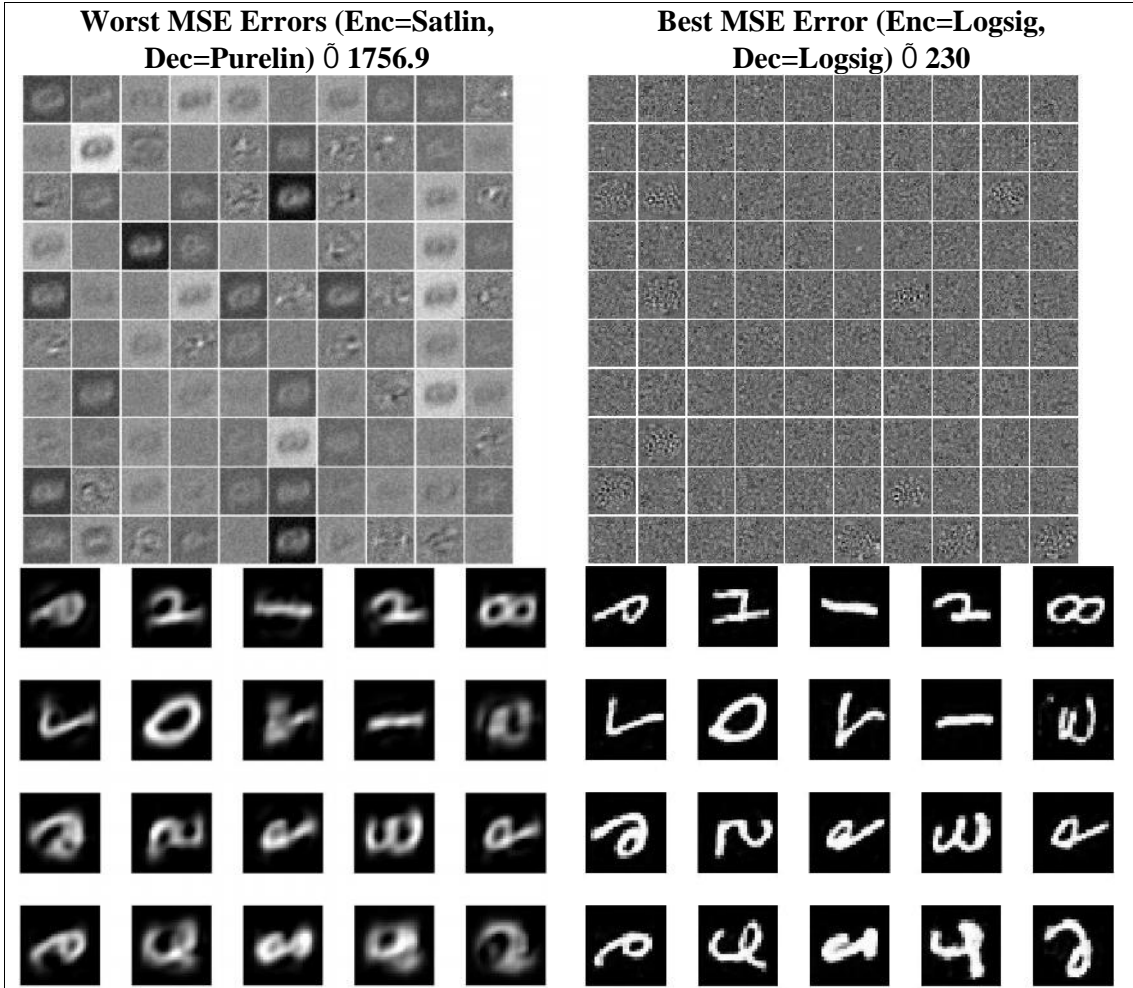 Worst MSE Errors (Enc=Satlin,
Dec=Purelin) Õ 1756.9
Best MSE Error (Enc=Logsig,
Dec=Logsig) Õ 230